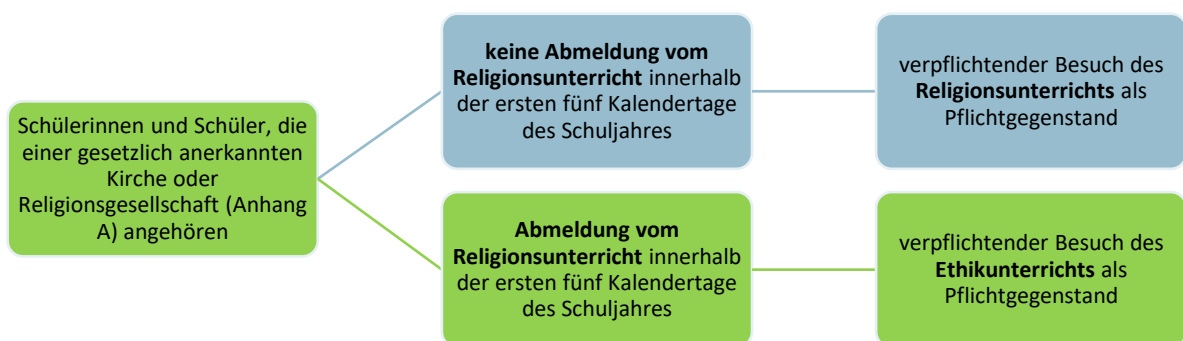 Schülerinnen und Schüler, die
einer gesetzlich anerkannten
Kirche oder
Religionsgesellschaft (Anhang
A) angehören
keine Abmeldung vom
Religionsunterricht innerhalb
der ersten fünf Kalendertage
des Schuljahres
verpflichtender Besuch des
Religionsunterrichts als
Pflichtgegenstand
Abmeldung vom
Religionsunterricht innerhalb
der ersten fünf Kalendertage
des Schuljahres
verpflichtender Besuch des
Ethikunterrichts als
Pflichtgegenstand